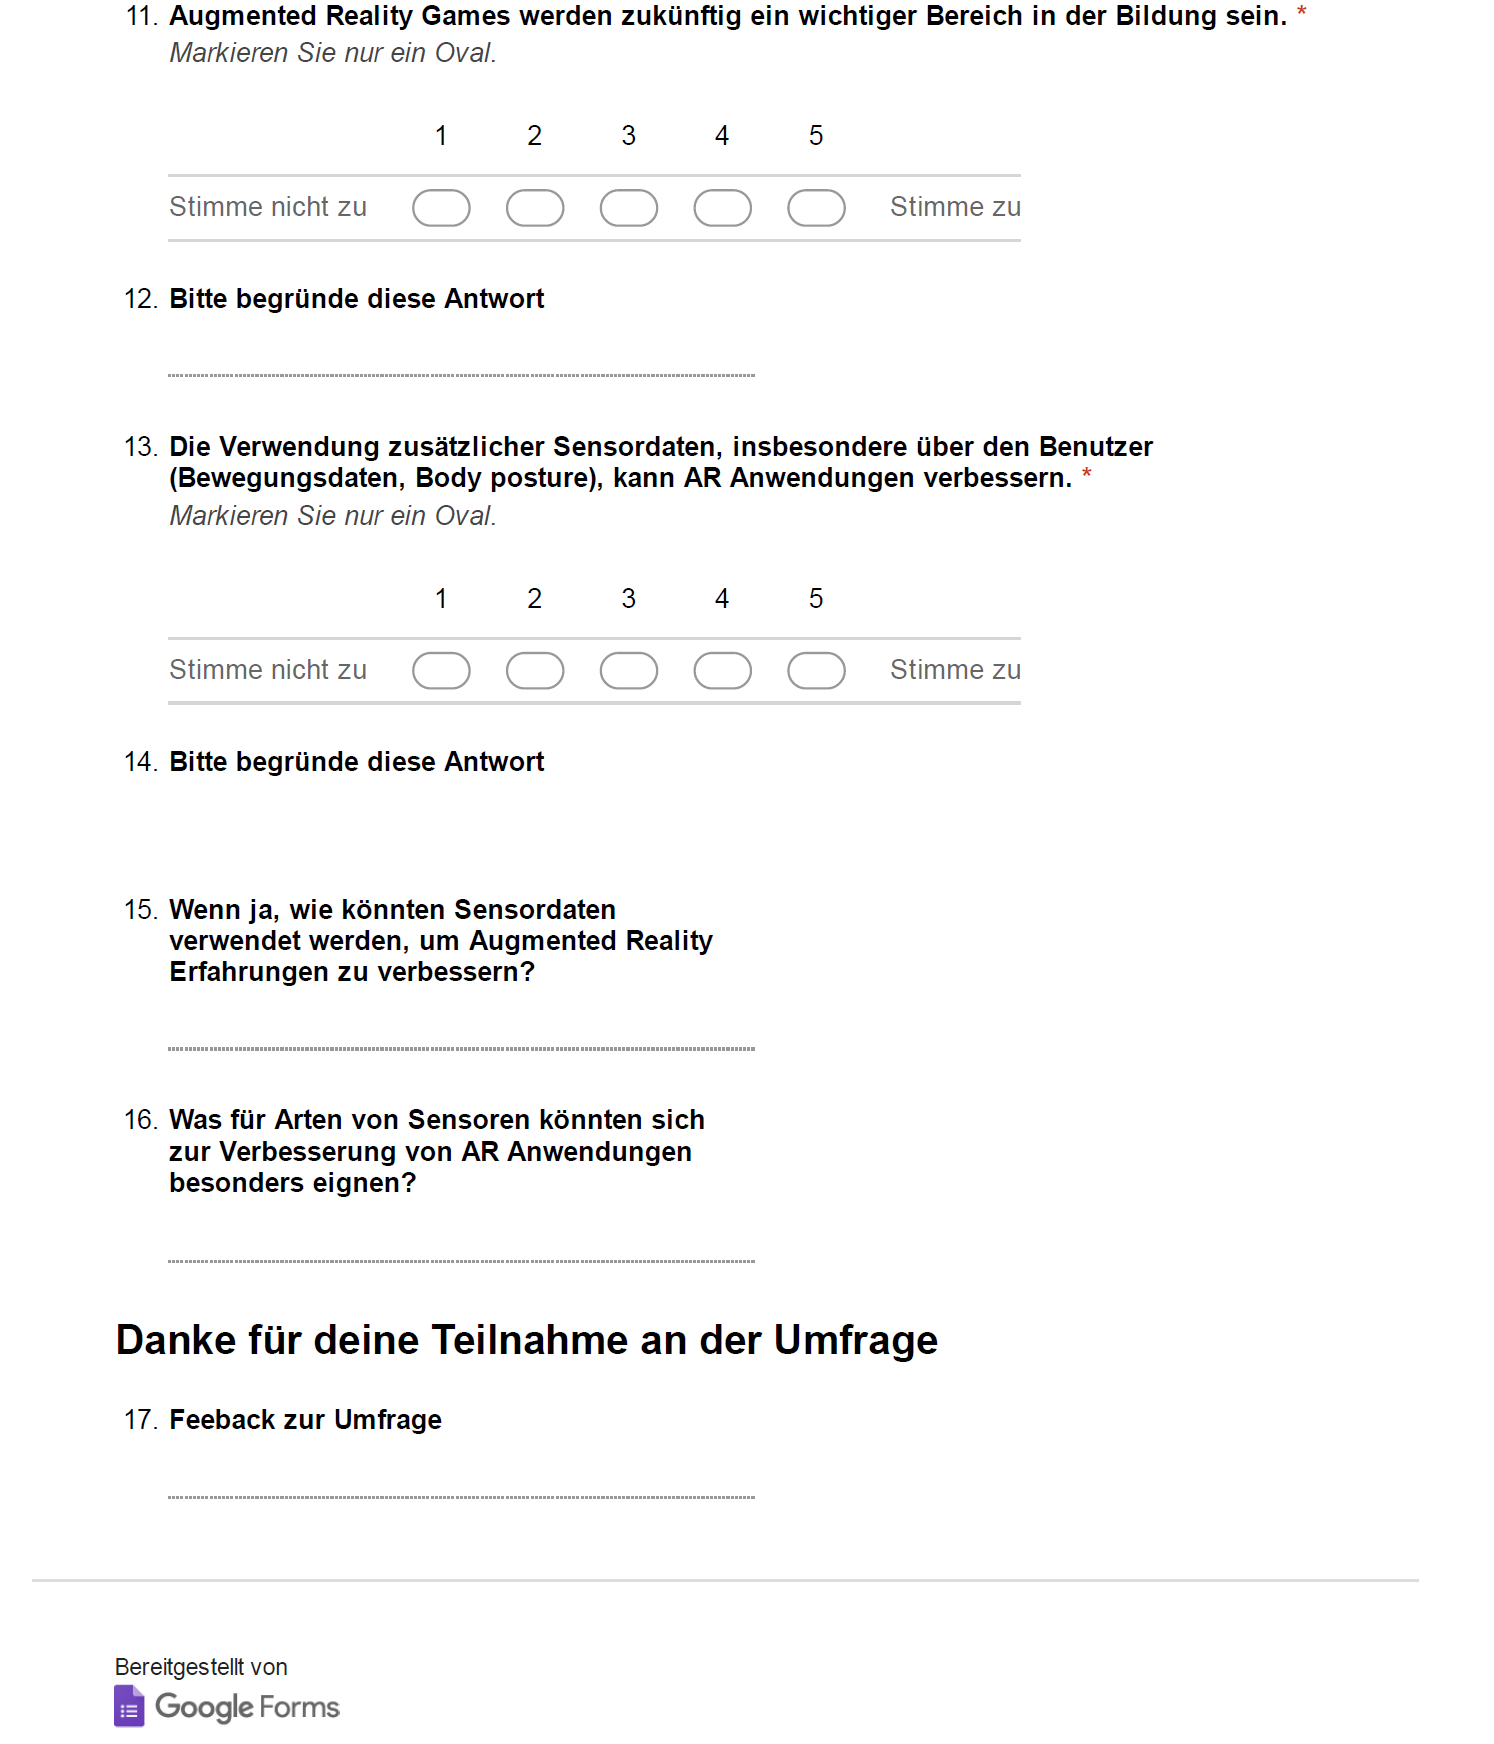 11. Augmented Reality Games werden zukünftig ein wichtiger Bereich in der Bildung sein. *
Markieren Sie nur ein Oval.
1 2 3 4 5
Stimme nicht zu Stimme zu
12. Bitte begründe diese Antwort
13. Die Verwendung zusätzlicher Sensordaten, insbesondere über den Benutzer
(Bewegungsdaten, Body posture), kann AR Anwendungen verbessern. *
Markieren Sie nur ein Oval.
1 2 3 4 5
Stimme nicht zu Stimme zu
14. Bitte begründe diese Antwort
15. Wenn ja, wie könnten Sensordaten
verwendet werden, um Augmented Reality
Erfahrungen zu verbessern?
16. Was für Arten von Sensoren könnten sich
zur Verbesserung von AR Anwendungen
besonders eignen?
Danke für deine Teilnahme an der Umfrage
17. Feeback zur Umfrage
Bereitgestellt von
Google Forms